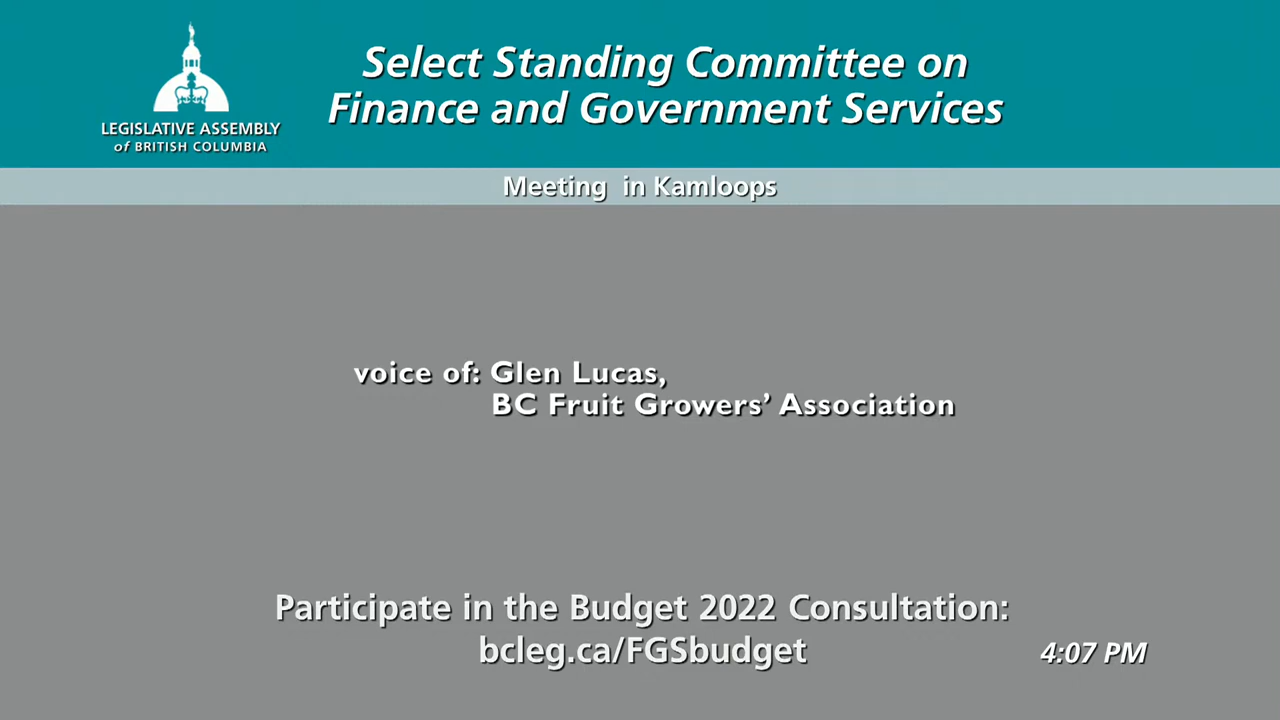 Select Standing Committee on
Finance and Government Services
LEGISLATIVE ASSEMBLY
of BRITISH COLUMBIA
Meeting in Kamloops
voice of: Glen Lucas,
BC Fruit Growers' Association
Participate in the Budget 2022 Consultation:
bcleg.ca/FGSbudget
4:07 PM